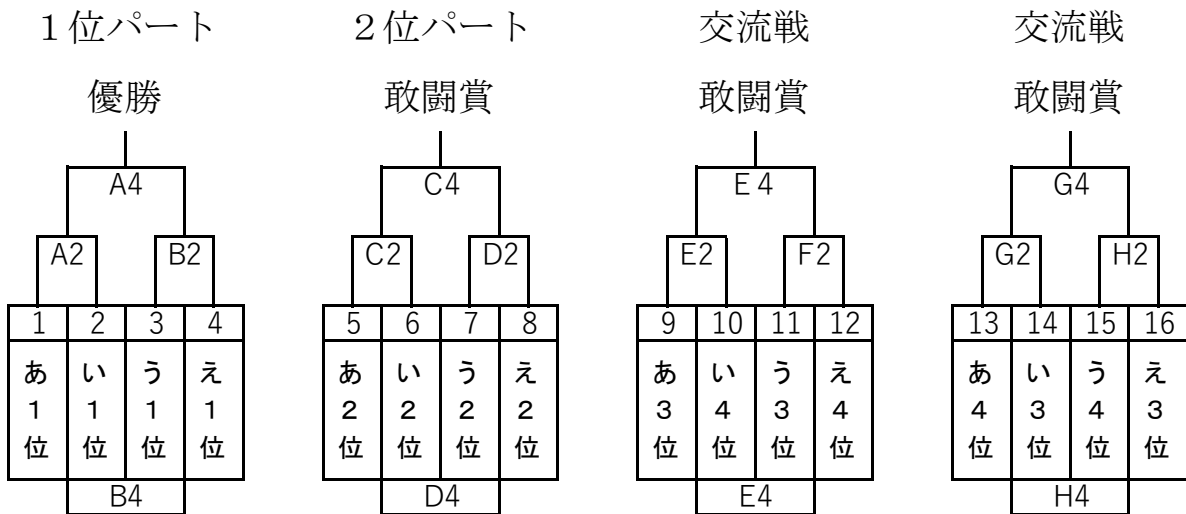 １位パート ２位パート 交流戦 交流戦
優勝 敢闘賞 敢闘賞 敢闘賞
A4 C4 E 4 G4
A2 B2 C2 D2 E2 F2 G2 H2
1 2 3 4 5 6 7 8 9 10 11 12 13 14 15 16
あ１位 い１位 う１位 え１位 あ２位 い２位 う２位 え２位 あ３位 い４位 う３位 え４位 あ４位 い３位 う４位 え３位
B4 D4 E4 H4